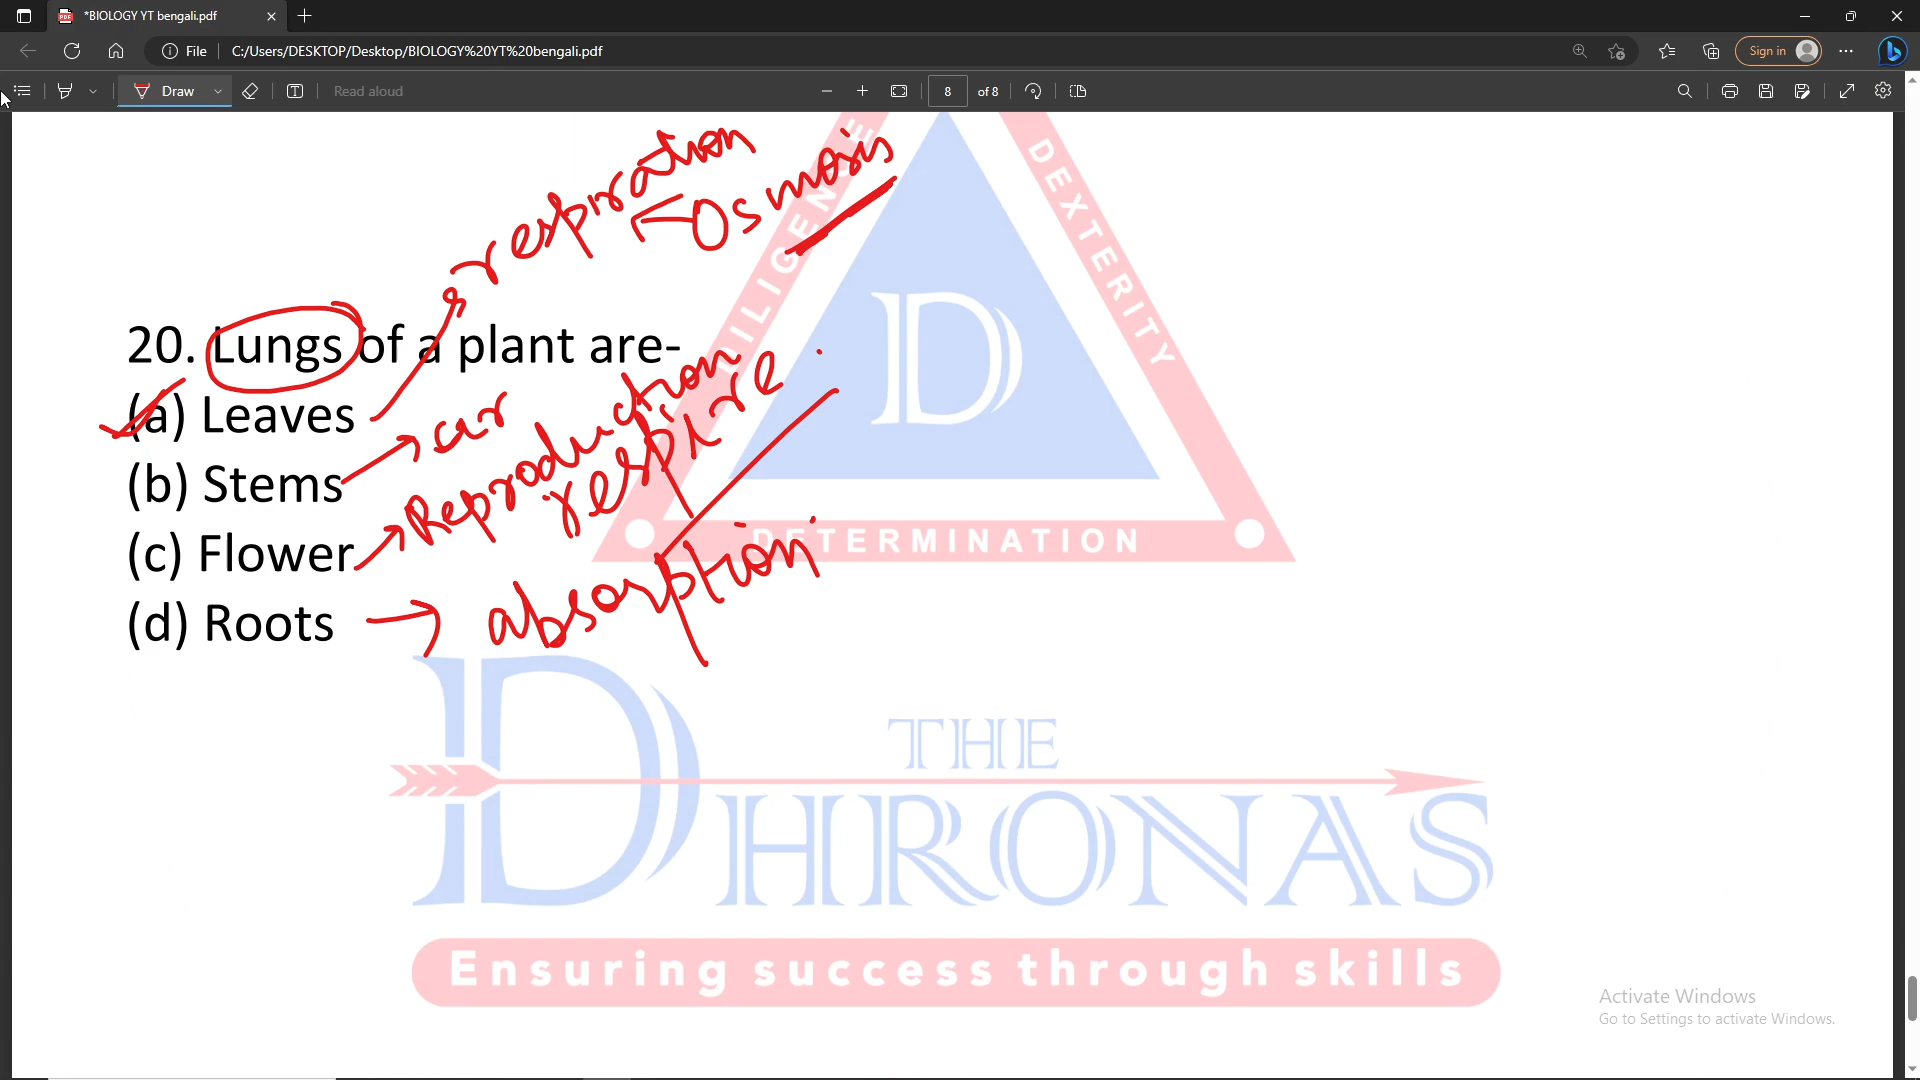 *BIOLOGY YT bengali.pdf
File
C:/Users/DESKTOP/Desktop/BIOLOGY%20YT%20bengali.pdf
Sign in
Draw
Read aloud
8 of 8
respiration
Osmosis
DILIGENCE
DEXTERITY
D
DETERMINATION
20. Lungs of a plant are-
(a) Leaves
(b) Stems
car
(c) Flower
Reproduction
respire
(d) Roots
absorption
THE
DHRONAS
Ensuring success through skills
Activate Windows
Go to Settings to activate Windows.